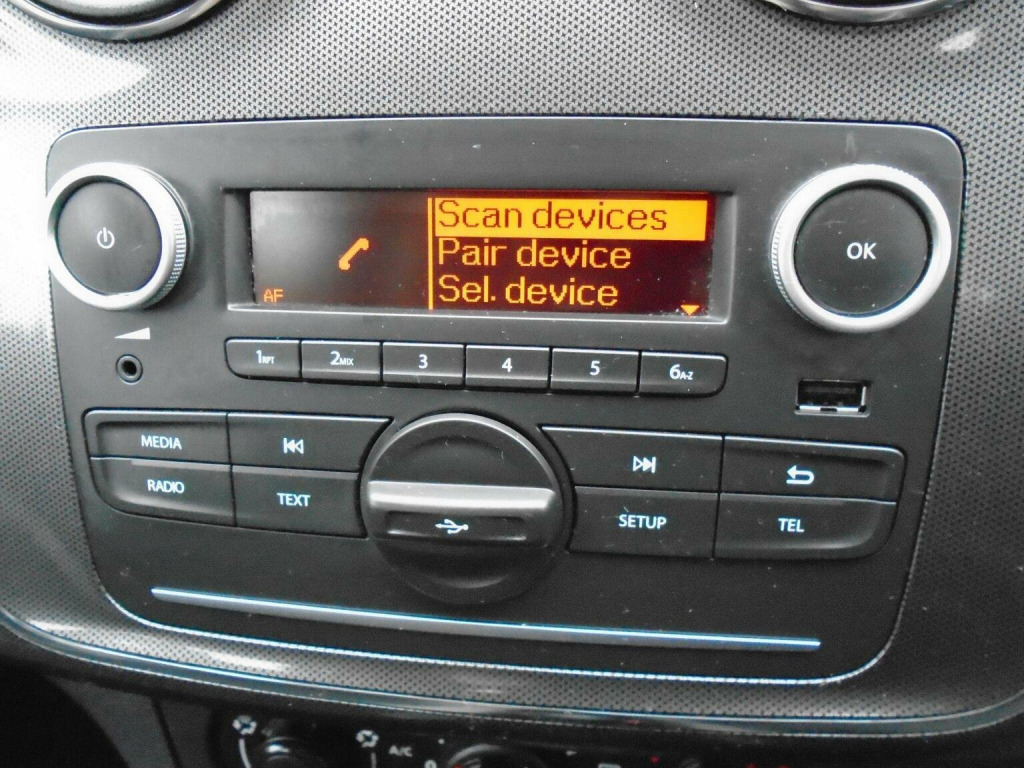 Scan devices
Pair device
Sel. device
AF
OK
1RPT 2MIX 3 4 5 6A-Z
MEDIA
RADIO
TEXT
SETUP
TEL
A/C
0